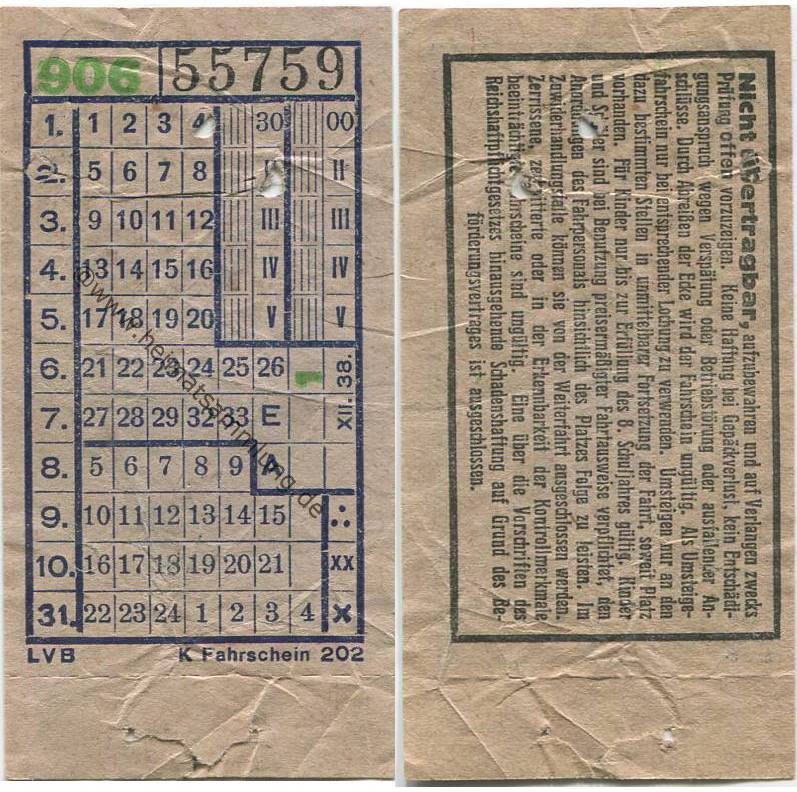 906 55759
1. 1 2 3 4 30 00
2. 5 6 7 8 II II
3. 9 10 11 12 III III
4. 13 14 15 16 IV IV
5. 17 18 19 20 V V
6. 21 22 23 24 25 26 1 XII. 38.
7. 27 28 29 32 33 E
8. 5 6 7 8 9
9. 10 11 12 13 14 15 ∴
10. 16 17 18 19 20 21 XX
31. 22 23 24 1 2 3 4 X
LVB K Fahrschein 202
©www.heimatsammlung.de
Nicht übertragbar, aufzubewahren und auf Verlangen zwecks
Prüfung offen vorzuzeigen. Keine Haftung bei Gepäckverlust, kein Entschädi-
gungsanspruch wegen Verspätung oder Betriebsstörung oder ausfallender An-
schlüsse. Durch Abreißen der Ecke wird der Fahrschein ungültig. Als Umsteige-
fahrschein nur bei entsprechender Lochung zu verwenden. Umsteigen nur an den
dazu bestimmten Stellen in unmittelbarer Fortsetzung der Fahrt, soweit Platz
vorhanden. Für Kinder nur bis zur Erfüllung des 8. Schuljahres gültig. Kinder
und Schüler sind bei Benutzung preisermäßigter Fahrtausweise verpflichtet, den
Anordnungen des Fahrpersonals hinsichtlich des Platzes Folge zu leisten. Im
Zuwiderhandlungsfalle können sie von der Weiterfahrt ausgeschlossen werden.
Zerrissene, zerknitterte oder in der Erkennbarkeit der Kontrollmerkmale
beeinträchtigte Fahrscheine sind ungültig. Eine über die Vorschriften des
Reichshaftpflichtgesetzes hinausgehende Schadenshaftung auf Grund des Be-
förderungsvertrages ist ausgeschlossen.